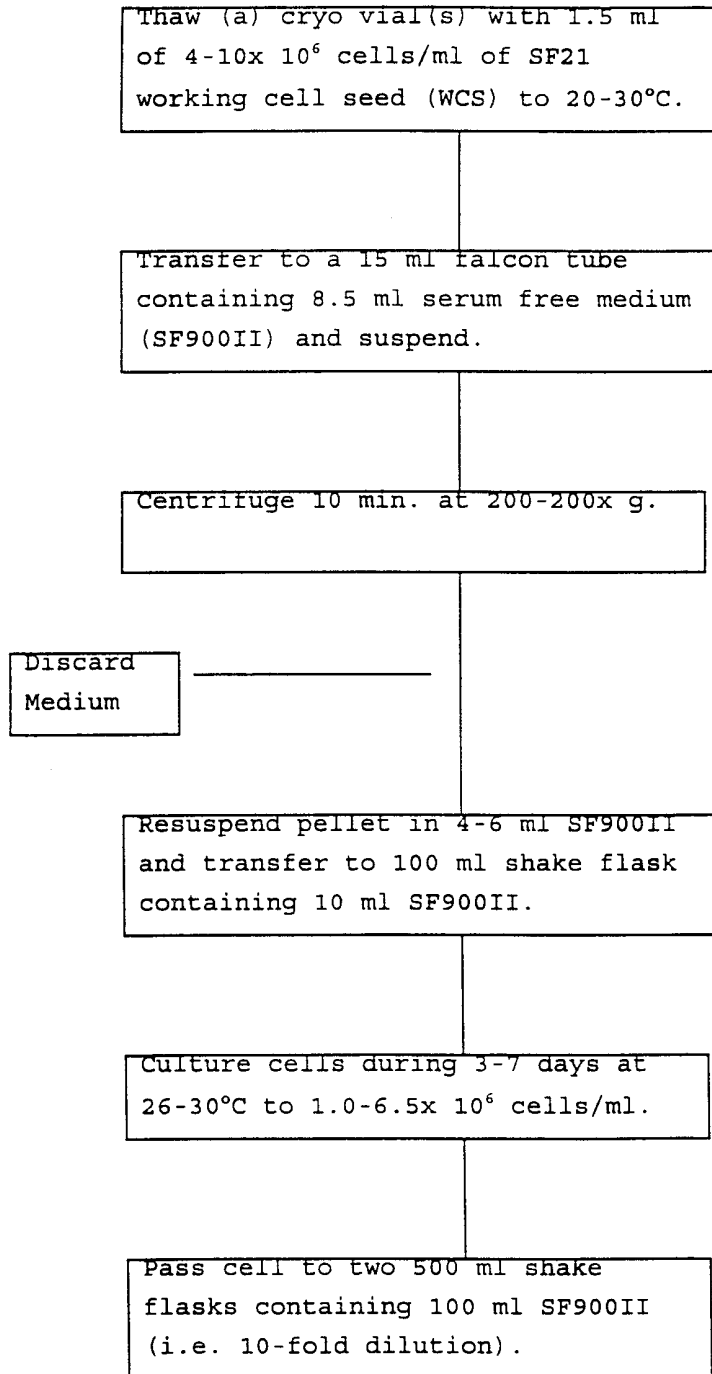 Thaw (a) cryo vial(s) with 1.5 ml
of 4-10x 10⁶ cells/ml of SF21
working cell seed (WCS) to 20-30°C.
Transfer to a 15 ml falcon tube
containing 8.5 ml serum free medium
(SF900II) and suspend.
Centrifuge 10 min. at 200-200x g.
Discard
Medium
Resuspend pellet in 4-6 ml SF900II
and transfer to 100 ml shake flask
containing 10 ml SF900II.
Culture cells during 3-7 days at
26-30°C to 1.0-6.5x 10⁶ cells/ml.
Pass cell to two 500 ml shake
flasks containing 100 ml SF900II
(i.e. 10-fold dilution).